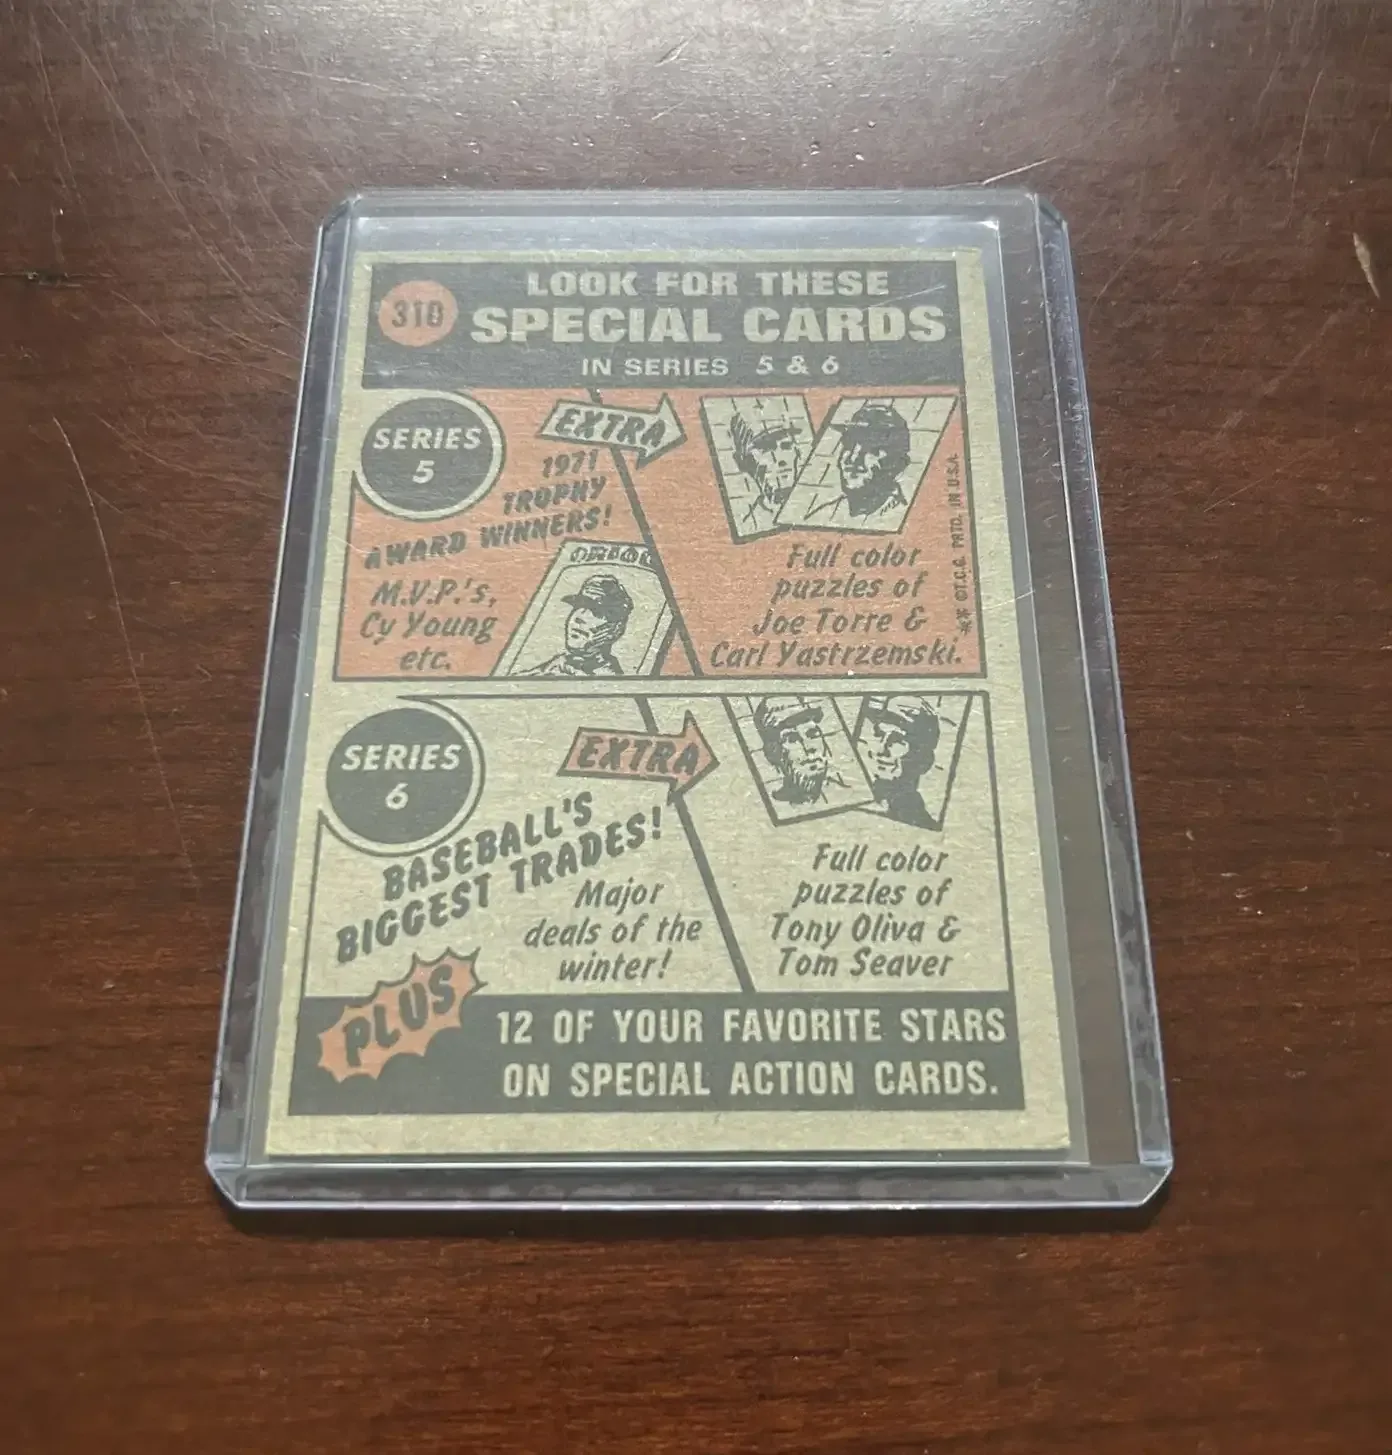 310
LOOK FOR THESE
SPECIAL CARDS
IN SERIES 5 & 6
SERIES
5
EXTRA
1971
TROPHY
AWARD WINNERS!
M.V.P.'s,
Cy Young
etc.
Full color
puzzles of
Joe Torre &
Carl Yastrzemski.
** ©T.C.G. PRTD. IN U.S.A.
SERIES
6
EXTRA
BASEBALL'S
BIGGEST TRADES!
Major
deals of the
winter!
Full color
puzzles of
Tony Oliva &
Tom Seaver
PLUS
12 OF YOUR FAVORITE STARS
ON SPECIAL ACTION CARDS.